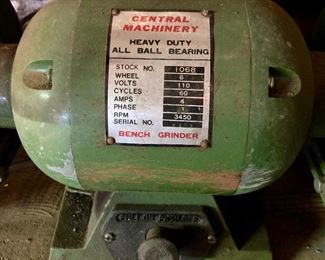 CENTRAL
MACHINERY
HEAVY DUTY
ALL BALL BEARING
STOCK NO. 1068
WHEEL 6
VOLTS 110
CYCLES 60
AMPS 4
PHASE 1
RPM 3450
SERIAL NO.
BENCH GRINDER